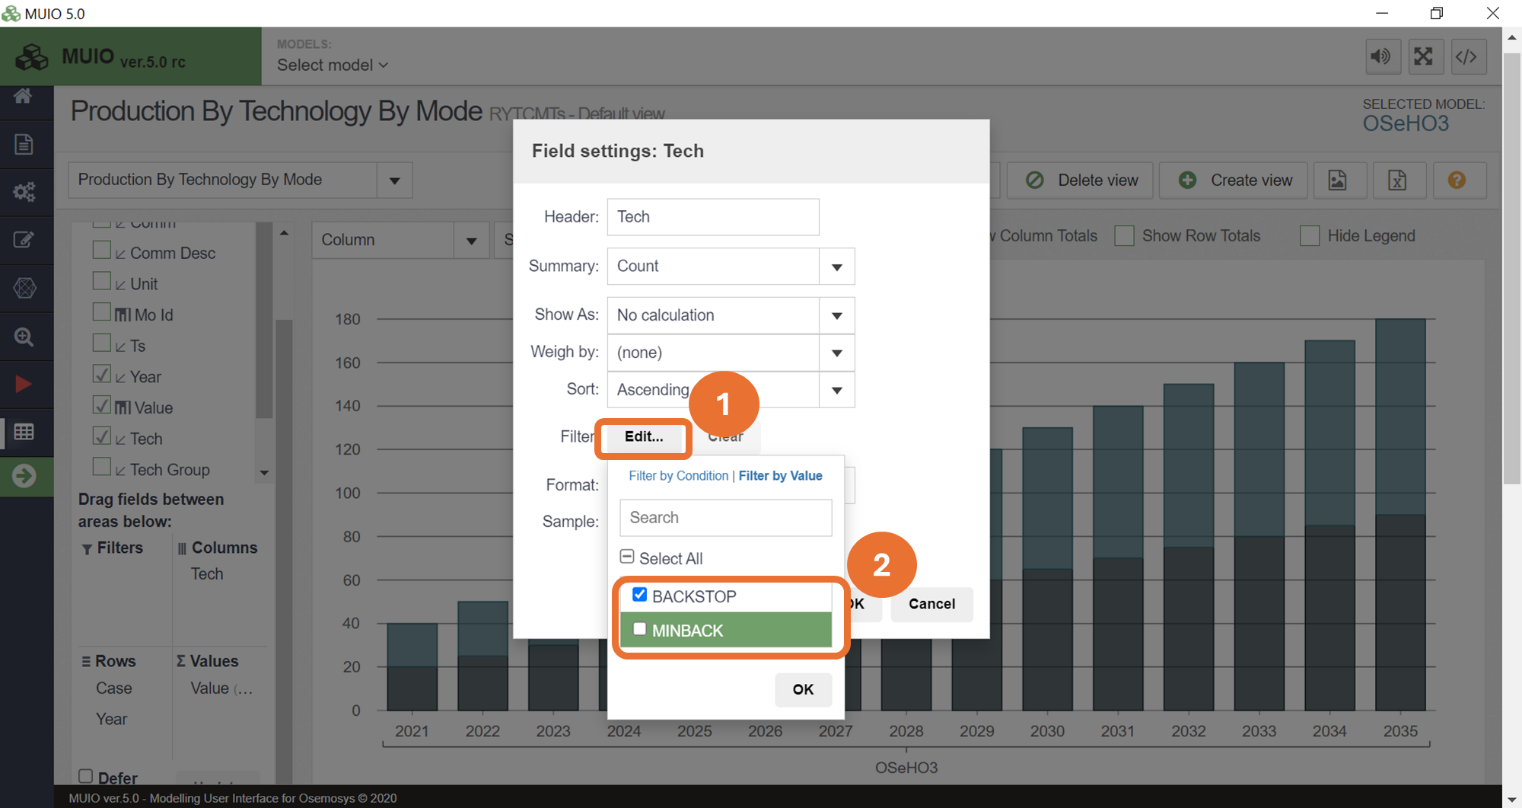 MUIO 5.0
MUIO ver.5.0 rc
MODELS:
Select model
Production By Technology By Mode RYTCMTs - Default view
SELECTED MODEL:
OSeHO3
Production By Technology By Mode
Delete view
Create view
Comm
Comm Desc
Unit
Mo Id
Ts
Year
Value
Tech
Tech Group
Drag fields between
areas below:
Filters
Columns
Tech
Rows
Values
Case
Value (...
Year
Defer
Column
Column Totals
Show Row Totals
Hide Legend
180
160
140
120
100
80
60
40
20
0
2021 2022 2023 2024 2025 2026 2027 2028 2029 2030 2031 2032 2033 2034 2035
OSeHO3
Field settings: Tech
Header: Tech
Summary: Count
Show As: No calculation
Weigh by: (none)
Sort: Ascending
1
Filter
Edit...
Clear
Format:
Sample:
Filter by Condition | Filter by Value
Search
Select All
2
BACKSTOP
MINBACK
OK
Cancel
OK
MUIO ver.5.0 - Modelling User Interface for Osemosys © 2020